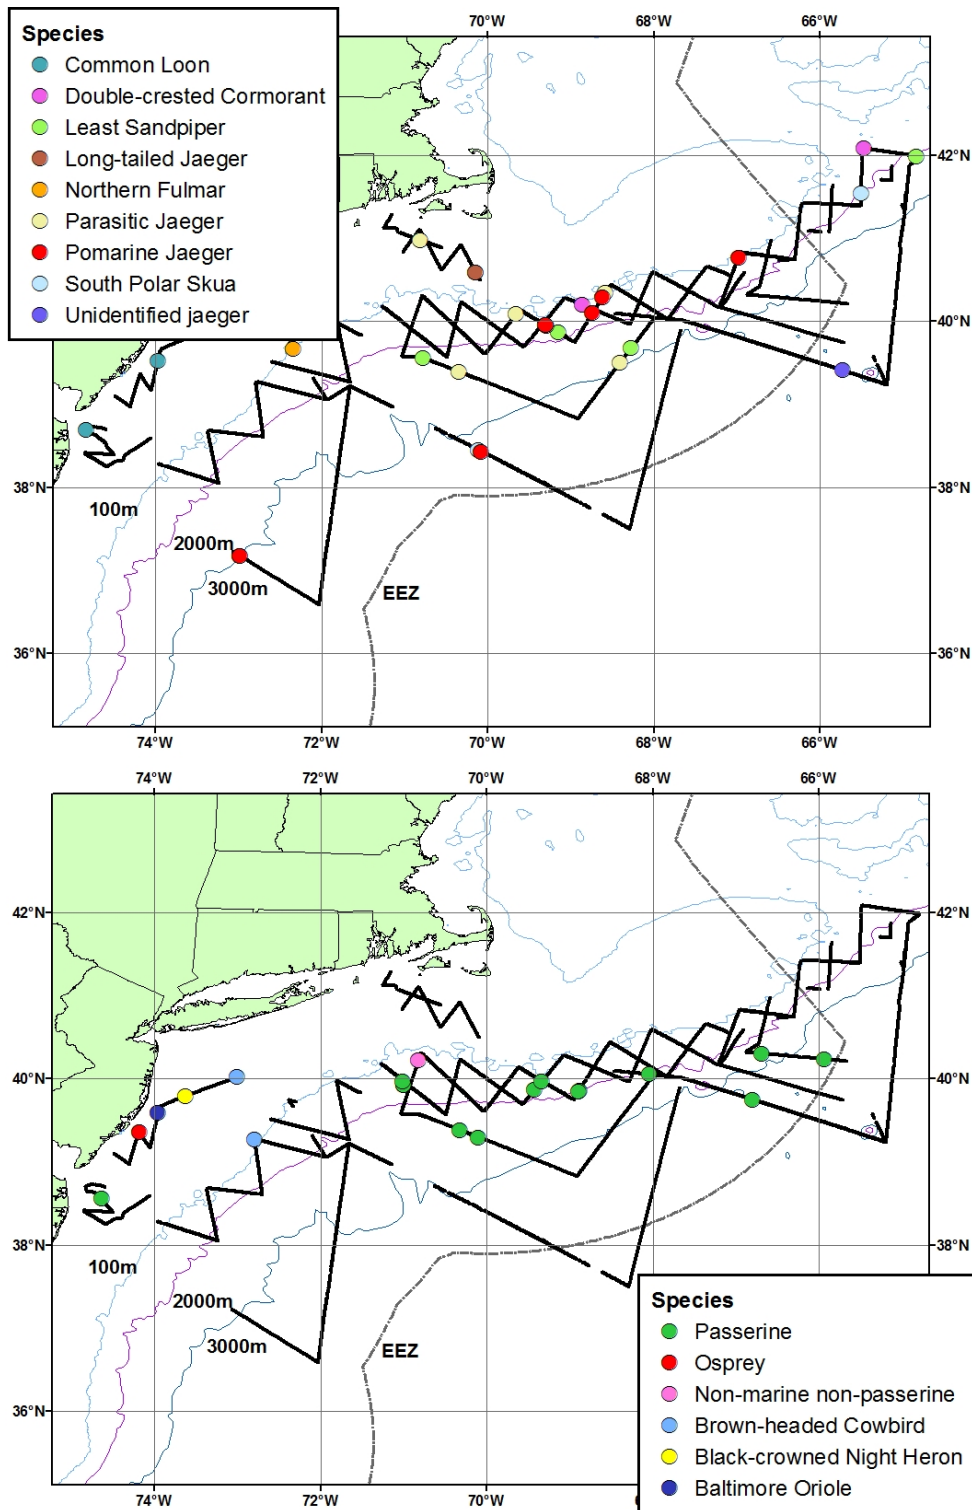 Species
Common Loon
Double-crested Cormorant
Least Sandpiper
Long-tailed Jaeger
Northern Fulmar
Parasitic Jaeger
Pomarine Jaeger
South Polar Skua
Unidentified jaeger
70°W 68°W 66°W
42°N
40°N
38°N 38°N
36°N 36°N
100m
2000m
3000m
EEZ
74°W 72°W 70°W 68°W 66°W
74°W 72°W 70°W 68°W 66°W
42°N 42°N
40°N 40°N
38°N 38°N
36°N
100m
2000m
3000m
EEZ
74°W 72°W 70°W
Species
Passerine
Osprey
Non-marine non-passerine
Brown-headed Cowbird
Black-crowned Night Heron
Baltimore Oriole